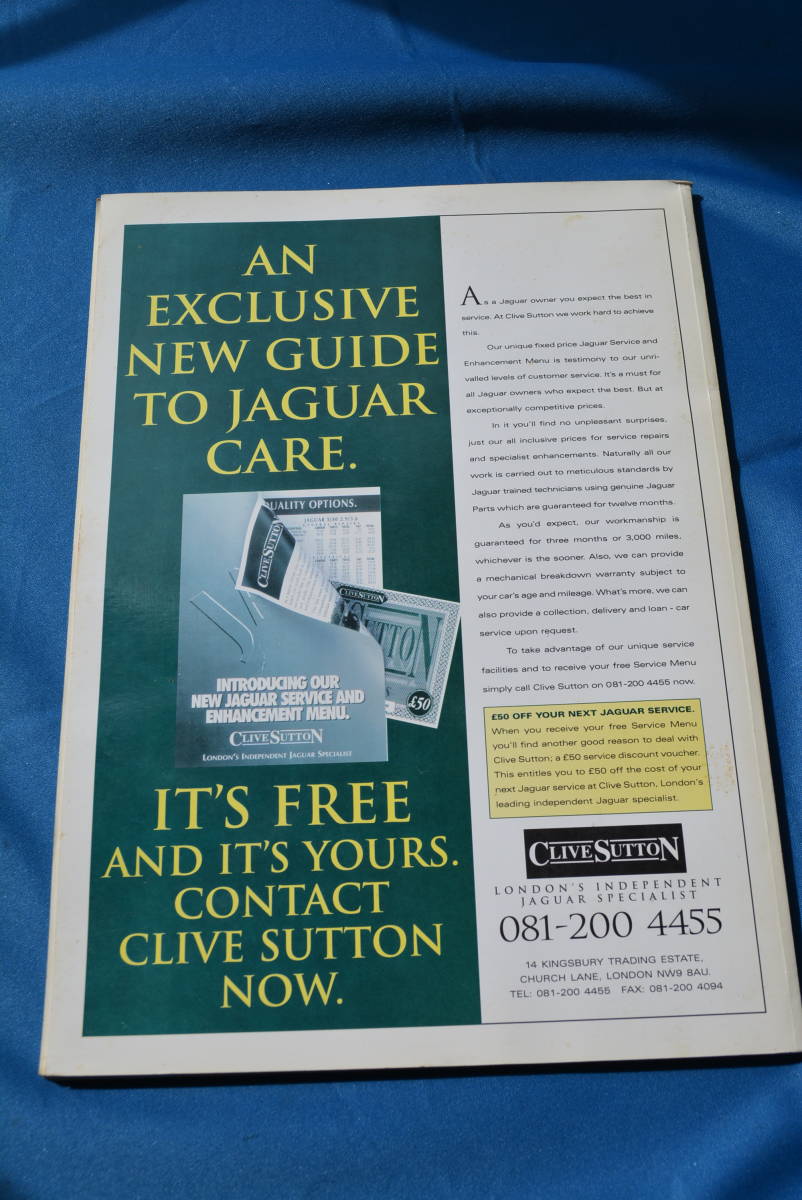 AN
EXCLUSIVE
NEW GUIDE
TO JAGUAR
CARE.
QUALITY OPTIONS.
CLIVE SUTTON
CLIVE SUTTON
SUTTON
£50
INTRODUCING OUR
NEW JAGUAR SERVICE AND
ENHANCEMENT MENU.
CLIVE SUTTON
LONDON'S INDEPENDENT JAGUAR SPECIALIST
IT'S FREE
AND IT'S YOURS.
CONTACT
CLIVE SUTTON
NOW.
As a Jaguar owner you expect the best in
service. At Clive Sutton we work hard to achieve
this.
Our unique fixed price Jaguar Service and
Enhancement Menu is testimony to our unri-
valled levels of customer service. It's a must for
all Jaguar owners who expect the best. But at
exceptionally competitive prices.
In it you'll find no unpleasant surprises,
just our all inclusive prices for service repairs
and specialist enhancements. Naturally all our
work is carried out to meticulous standards by
Jaguar trained technicians using genuine Jaguar
Parts which are guaranteed for twelve months.
As you'd expect, our workmanship is
guaranteed for three months or 3,000 miles,
whichever is the sooner. Also, we can provide
a mechanical breakdown warranty subject to
your car's age and mileage. What's more, we can
also provide a collection, delivery and loan - car
service upon request.
To take advantage of our unique service
facilities and to receive your free Service Menu
simply call Clive Sutton on 081-200 4455 now.
£50 OFF YOUR NEXT JAGUAR SERVICE.
When you receive your free Service Menu
you'll find another good reason to deal with
Clive Sutton; a £50 service discount voucher.
This entitles you to £50 off the cost of your
next Jaguar service at Clive Sutton, London's
leading independent Jaguar specialist.
CLIVE SUTTON
LONDON'S INDEPENDENT
JAGUAR SPECIALIST
081-200 4455
14 KINGSBURY TRADING ESTATE,
CHURCH LANE, LONDON NW9 8AU.
TEL: 081-200 4455 FAX: 081-200 4094